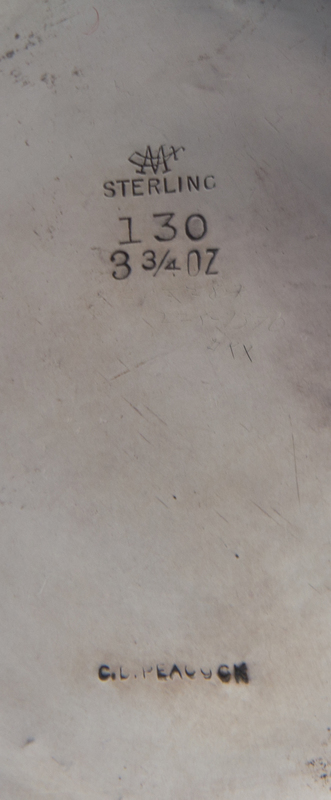 STERLING
130
3 3/4 OZ
C.D. PEACOCK